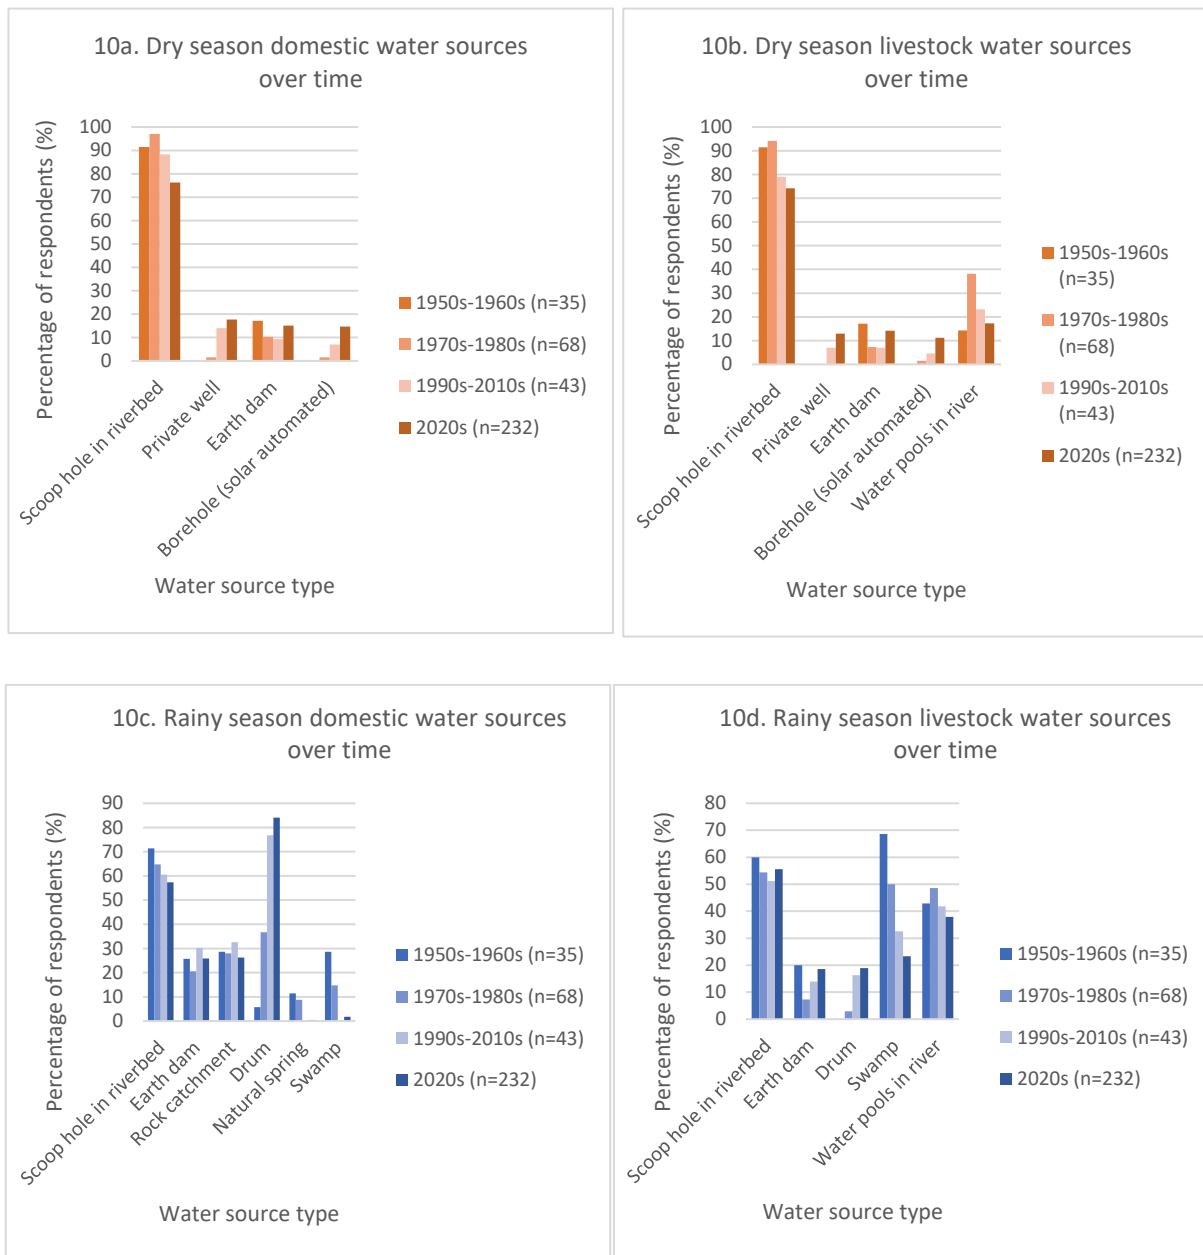 10a. Dry season domestic water sources
over time
Percentage of respondents (%)
100
90
80
70
60
50
40
30
20
10
0
Scoop hole in riverbed
Private well
Earth dam
Borehole (solar automated)
Water source type
1950s-1960s (n=35)
1970s-1980s (n=68)
1990s-2010s (n=43)
2020s (n=232)
10b. Dry season livestock water sources
over time
Percentage of respondents (%)
100
90
80
70
60
50
40
30
20
10
0
Scoop hole in riverbed
Private well
Earth dam
Borehole (solar automated)
Water pools in river
Water source type
1950s-1960s
(n=35)
1970s-1980s
(n=68)
1990s-2010s
(n=43)
2020s (n=232)
10c. Rainy season domestic water sources
over time
Percentage of respondents (%)
90
80
70
60
50
40
30
20
10
0
Scoop hole in riverbed
Earth dam
Rock catchment
Drum
Natural spring
Swamp
Water source type
1950s-1960s (n=35)
1970s-1980s (n=68)
1990s-2010s (n=43)
2020s (n=232)
10d. Rainy season livestock water sources
over time
Percentage of respondents (%)
80
70
60
50
40
30
20
10
0
Scoop hole in riverbed
Earth dam
Drum
Swamp
Water pools in river
Water source type
1950s-1960s (n=35)
1970s-1980s (n=68)
1990s-2010s (n=43)
2020s (n=232)